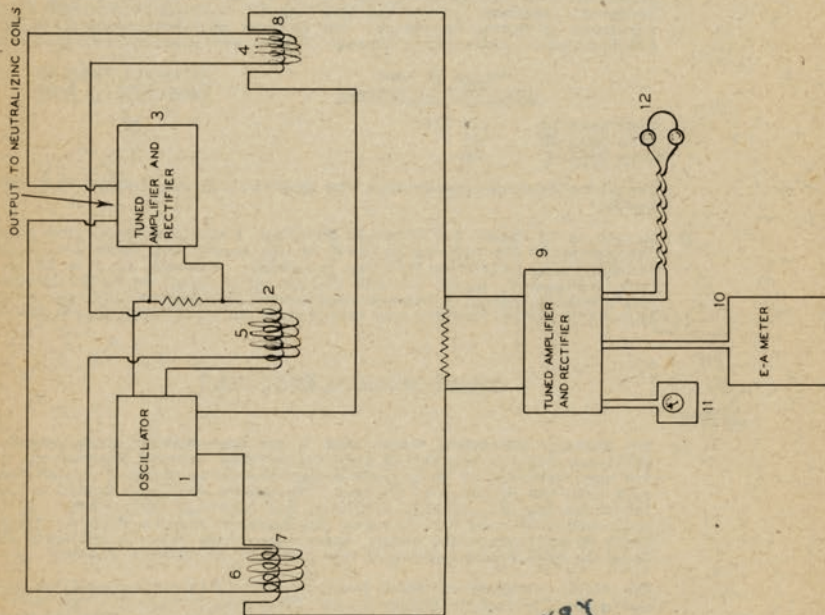 OUTPUT TO NEUTRALIZING COILS
8
4
3
TUNED
AMPLIFIER AND
RECTIFIER
2
5
OSCILLATOR
1
7
6
12
9
TUNED AMPLIFIER
AND RECTIFIER
10
E-A METER
11